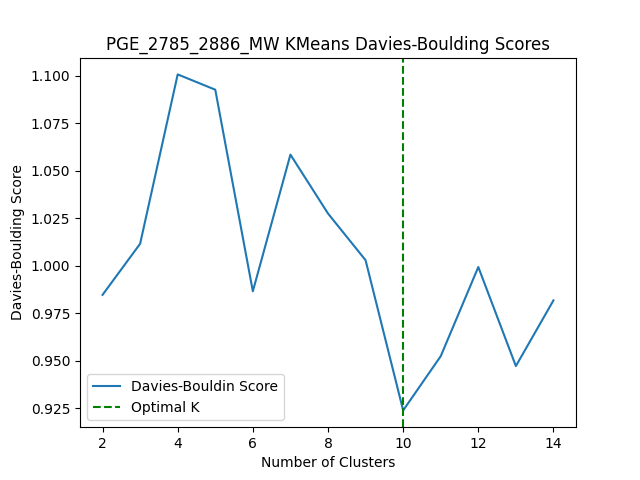 PGE_2785_2886_MW KMeans Davies-Boulding Scores
Davies-Boulding Score
1.100
1.075
1.050
1.025
1.000
0.975
0.950
0.925
Davies-Bouldin Score
Optimal K
2 4 6 8 10 12 14
Number of Clusters